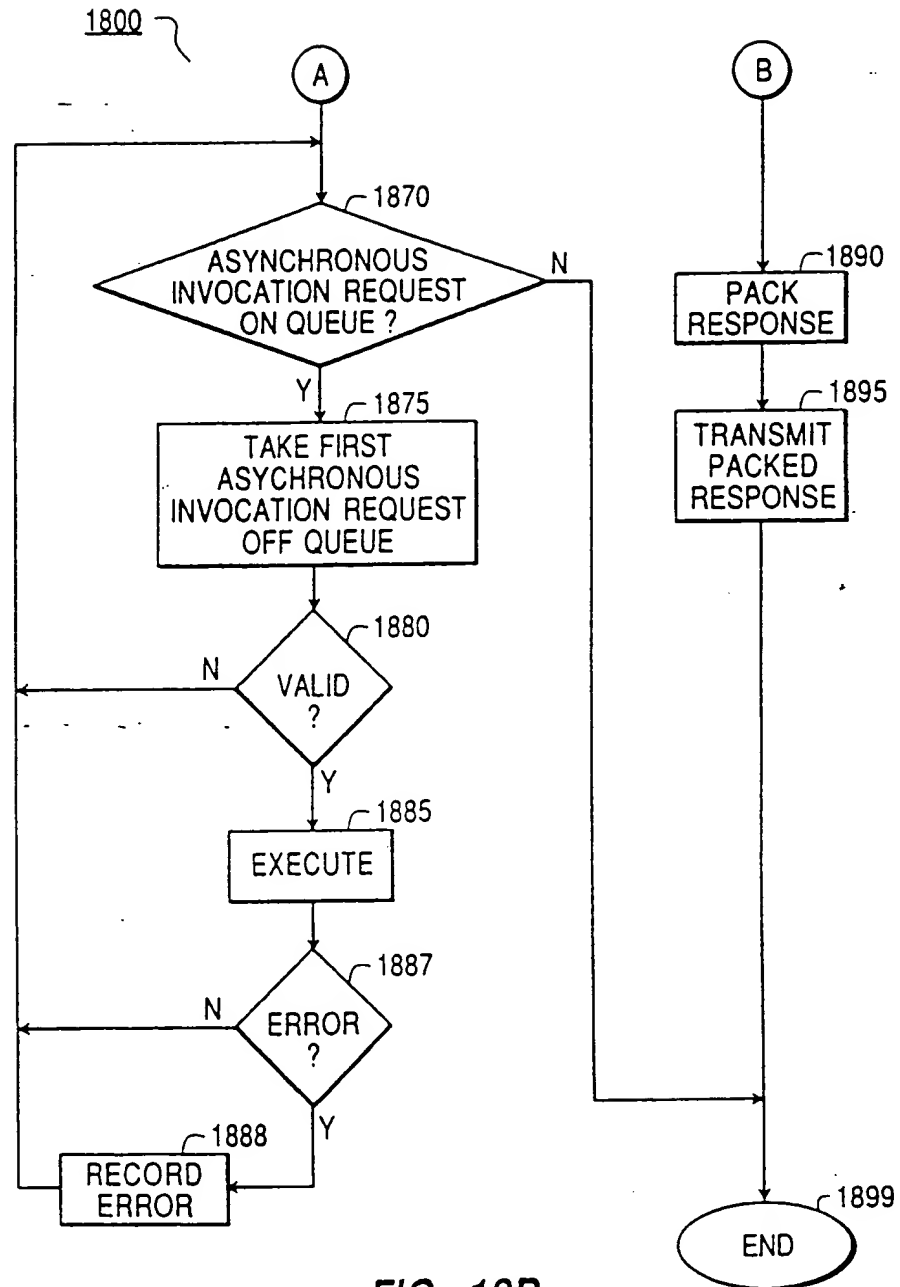 1800
A
B
1870
ASYNCHRONOUS
INVOCATION REQUEST
ON QUEUE ?
N
Y
1875
TAKE FIRST
ASYCHRONOUS
INVOCATION REQUEST
OFF QUEUE
1880
VALID
?
N
Y
1885
EXECUTE
1887
ERROR
?
N
Y
1888
RECORD
ERROR
1890
PACK
RESPONSE
1895
TRANSMIT
PACKED
RESPONSE
1899
END